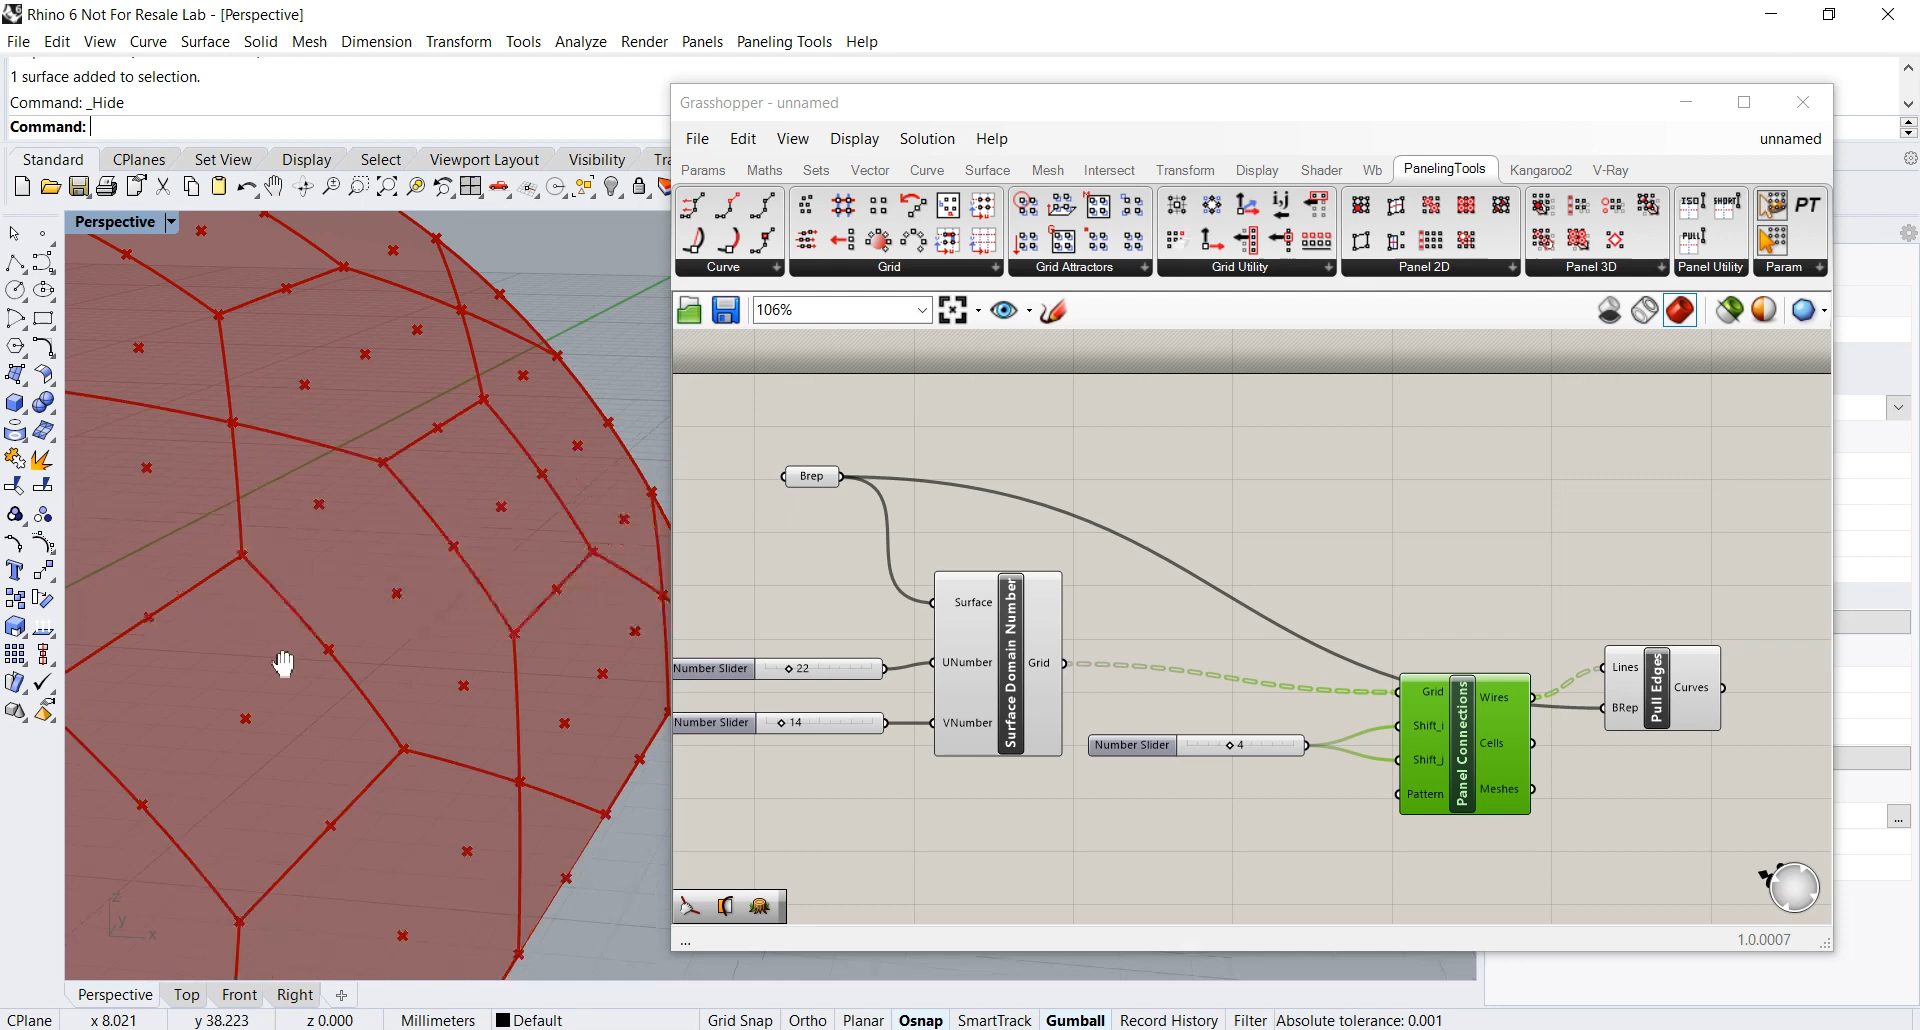 Rhino 6 Not For Resale Lab - [Perspective]
File Edit View Curve Surface Solid Mesh Dimension Transform Tools Analyze Render Panels Paneling Tools Help
1 surface added to selection.
Command: _Hide
Command:
Standard CPlanes Set View Display Select Viewport Layout Visibility Tra
Perspective
Grasshopper - unnamed
File Edit View Display Solution Help unnamed
Params Maths Sets Vector Curve Surface Mesh Intersect Transform Display Shader Wb PanelingTools Kangaroo2 V-Ray
ISO SHORT PT
PULL
Curve Grid Grid Attractors Grid Utility Panel 2D Panel 3D Panel Utility Param
106%
Brep
Surface
UNumber
VNumber
Surface Domain Number
Grid
Number Slider 22
Number Slider 14
Number Slider 4
Grid
Shift_i
Shift_j
Pattern
Panel Connections
Wires
Cells
Meshes
Lines
BRep
Pull Edges
Curves
...
1.0.0007
...
z
y
x
Perspective Top Front Right
CPlane x 8.021 y 38.223 z 0.000 Millimeters Default Grid Snap Ortho Planar Osnap SmartTrack Gumball Record History Filter Absolute tolerance: 0.001